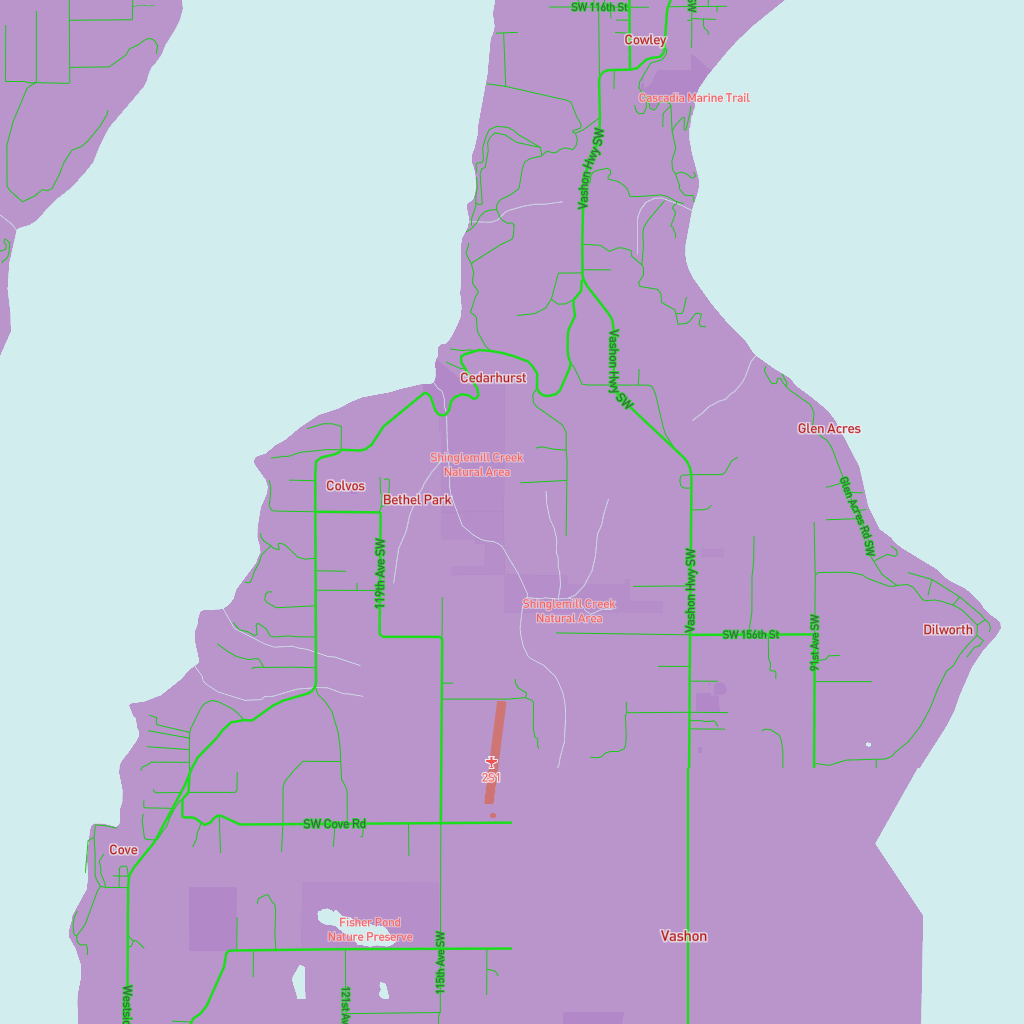 SW 116th St
SW
Cowley
Cascadia Marine Trail
Vashon Hwy SW
Vashon Hwy SW
Cedarhurst
Glen Acres
Shinglemill Creek
Natural Area
Colvos
Bethel Park
Glen Acres Rd SW
119th Ave SW
Vashon Hwy SW
Shinglemill Creek
Natural Area
SW 156th St
91st Ave SW
Dilworth
2S1
SW Cove Rd
Cove
Fisher Pond
Nature Preserve
Vashon
115th Ave SW
121st Av
Westsi